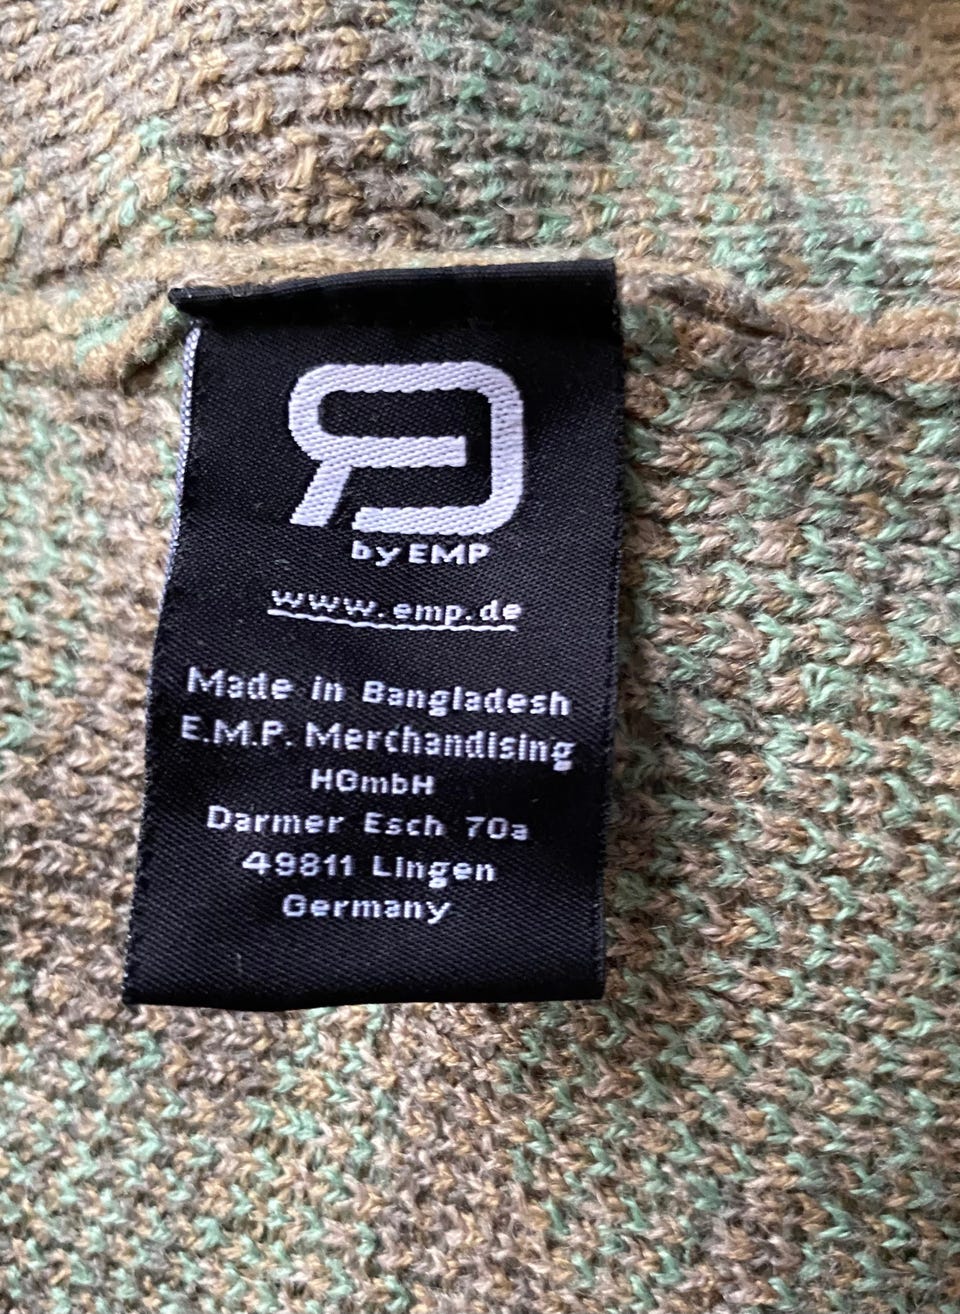 by EMP
www.emp.de
Made in Bangladesh
E.M.P. Merchandising
HGmbH
Darmer Esch 70a
49811 Lingen
Germany